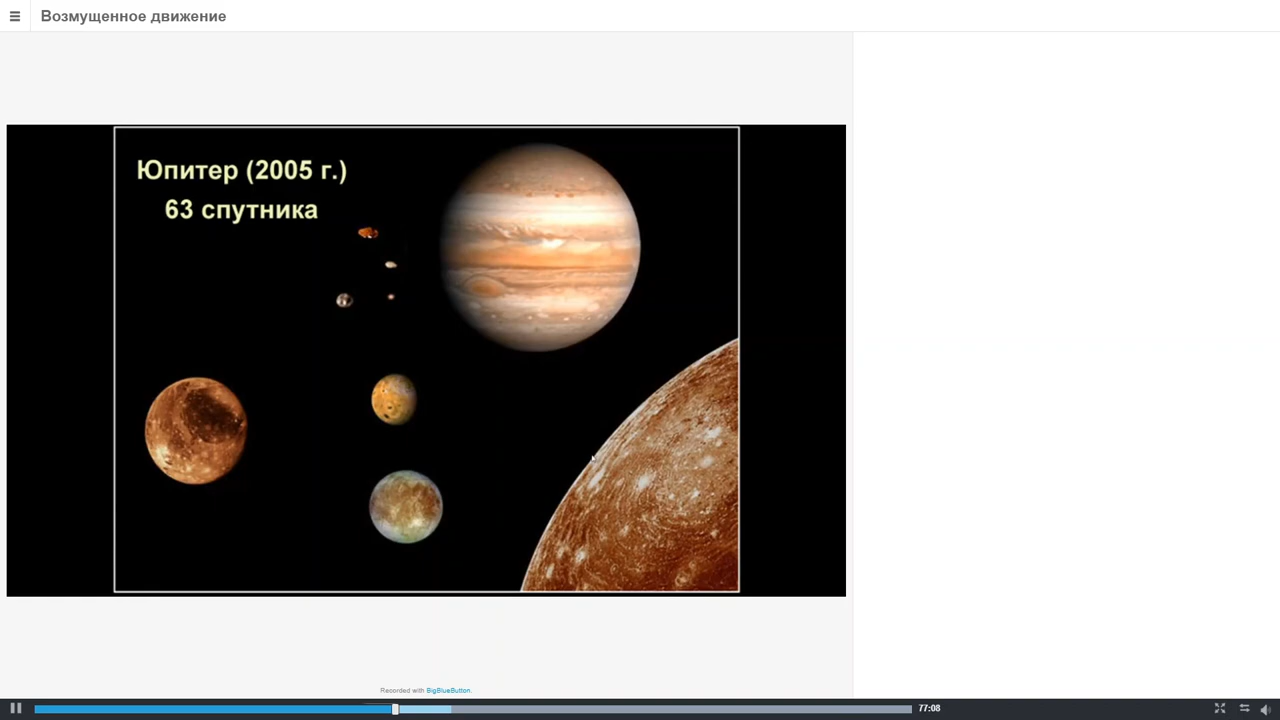 Возмущенное движение
Юпитер (2005 г.)
63 спутника
Recorded with BigBlueButton.
77:08